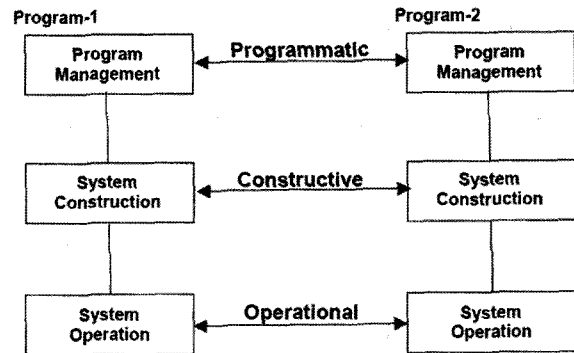 Program-1
Program-2
Program
Management
Programmatic
Program
Management
System
Construction
Constructive
System
Construction
System
Operation
Operational
System
Operation